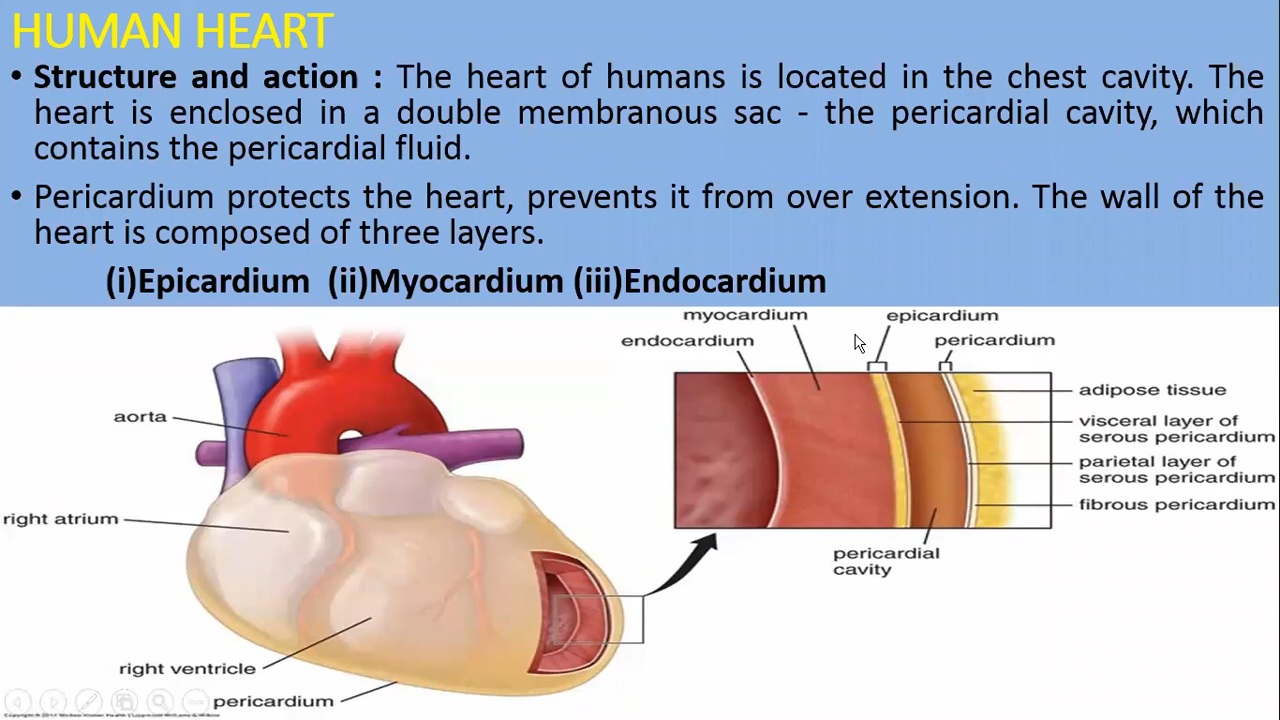 HUMAN HEART
• Structure and action : The heart of humans is located in the chest cavity. The
heart is enclosed in a double membranous sac - the pericardial cavity, which
contains the pericardial fluid.
• Pericardium protects the heart, prevents it from over extension. The wall of the
heart is composed of three layers.
(i)Epicardium (ii)Myocardium (iii)Endocardium
myocardium
epicardium
endocardium
pericardium
adipose tissue
visceral layer of
serous pericardium
parietal layer of
serous pericardium
fibrous pericardium
pericardial
cavity
aorta
right atrium
right ventricle
pericardium